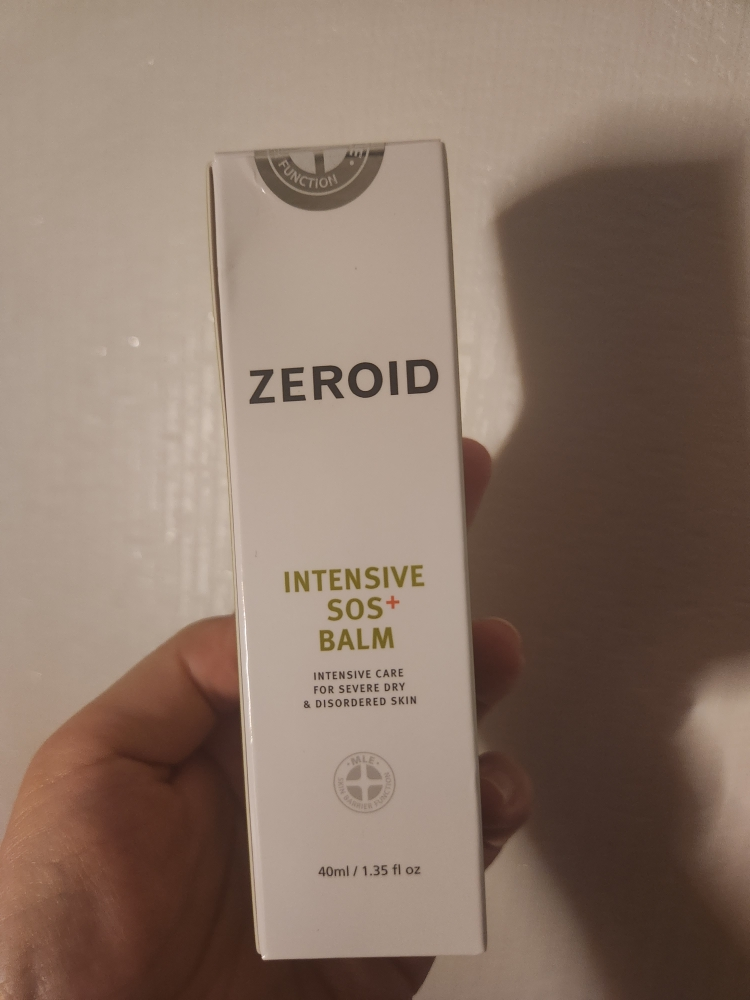 FUNCTION
ZEROID
INTENSIVE
SOS+
BALM
INTENSIVE CARE
FOR SEVERE DRY
& DISORDERED SKIN
·MLE·
SKIN BARRIER FUNCTION
40ml / 1.35 fl oz